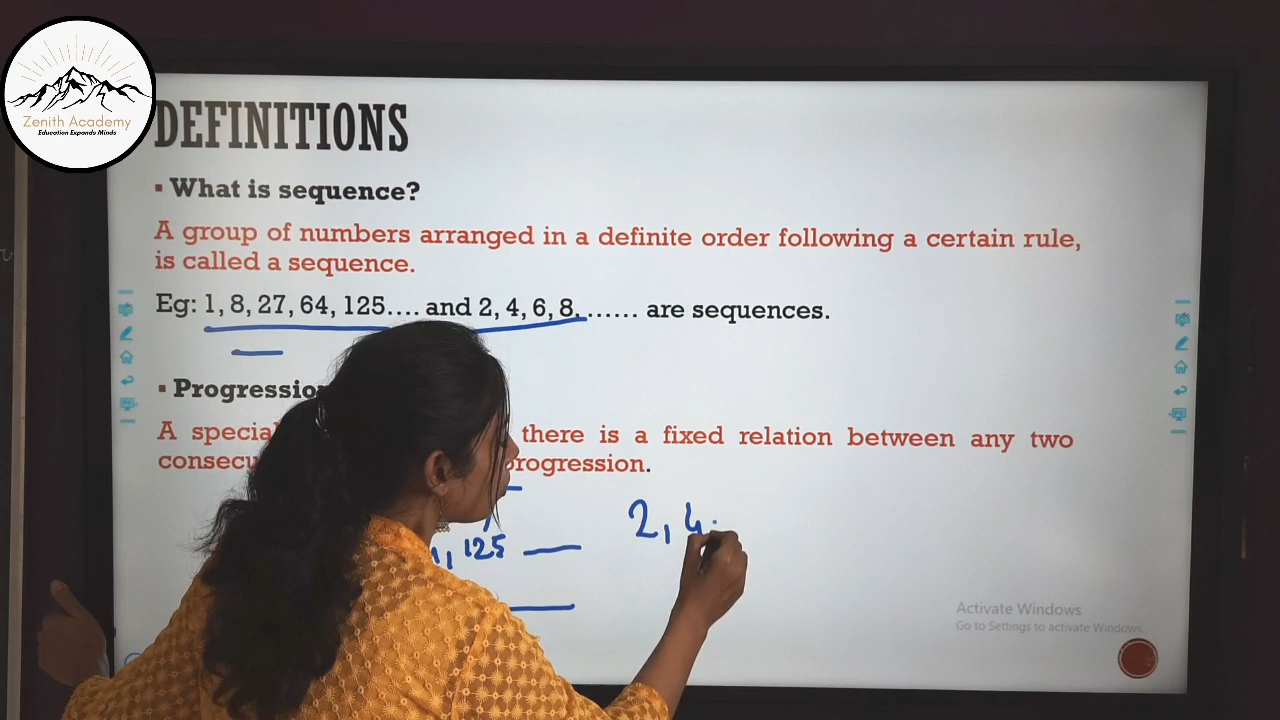 Zenith Academy
Education Expands Minds
DEFINITIONS
▪ What is sequence?
A group of numbers arranged in a definite order following a certain rule,
is called a sequence.
Eg: 1, 8, 27, 64, 125.... and 2, 4, 6, 8, ...... are sequences.
▪ Progression
A special there is a fixed relation between any two
progression.
125
2, 4
Activate Windows
Go to Settings to activate Windows.